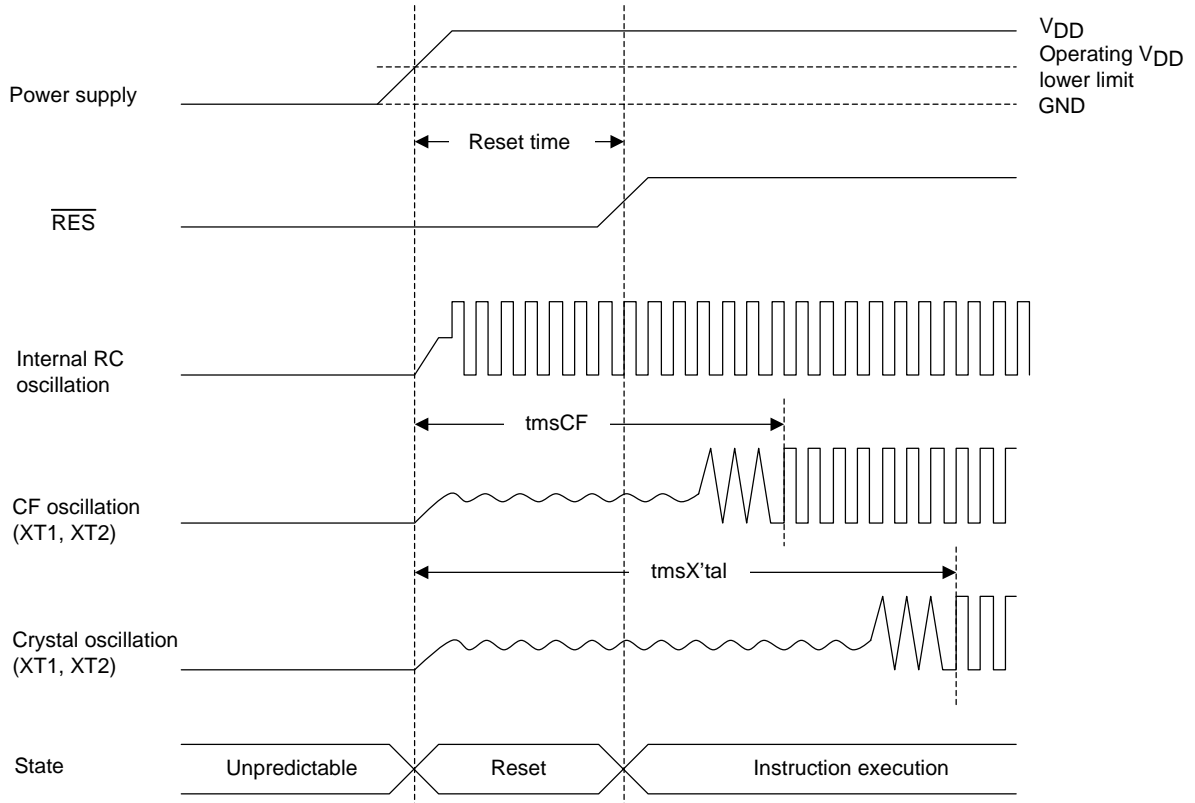 VDD
Operating VDD
lower limit
GND
Power supply
Reset time
RES
Internal RC
oscillation
tmsCF
CF oscillation
(XT1, XT2)
tmsX'tal
Crystal oscillation
(XT1, XT2)
State
Unpredictable
Reset
Instruction execution